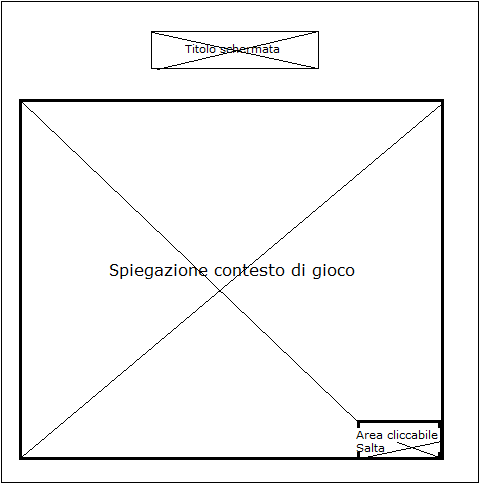 Titolo schermata
Spiegazione contesto di gioco
Area cliccabile
Salta